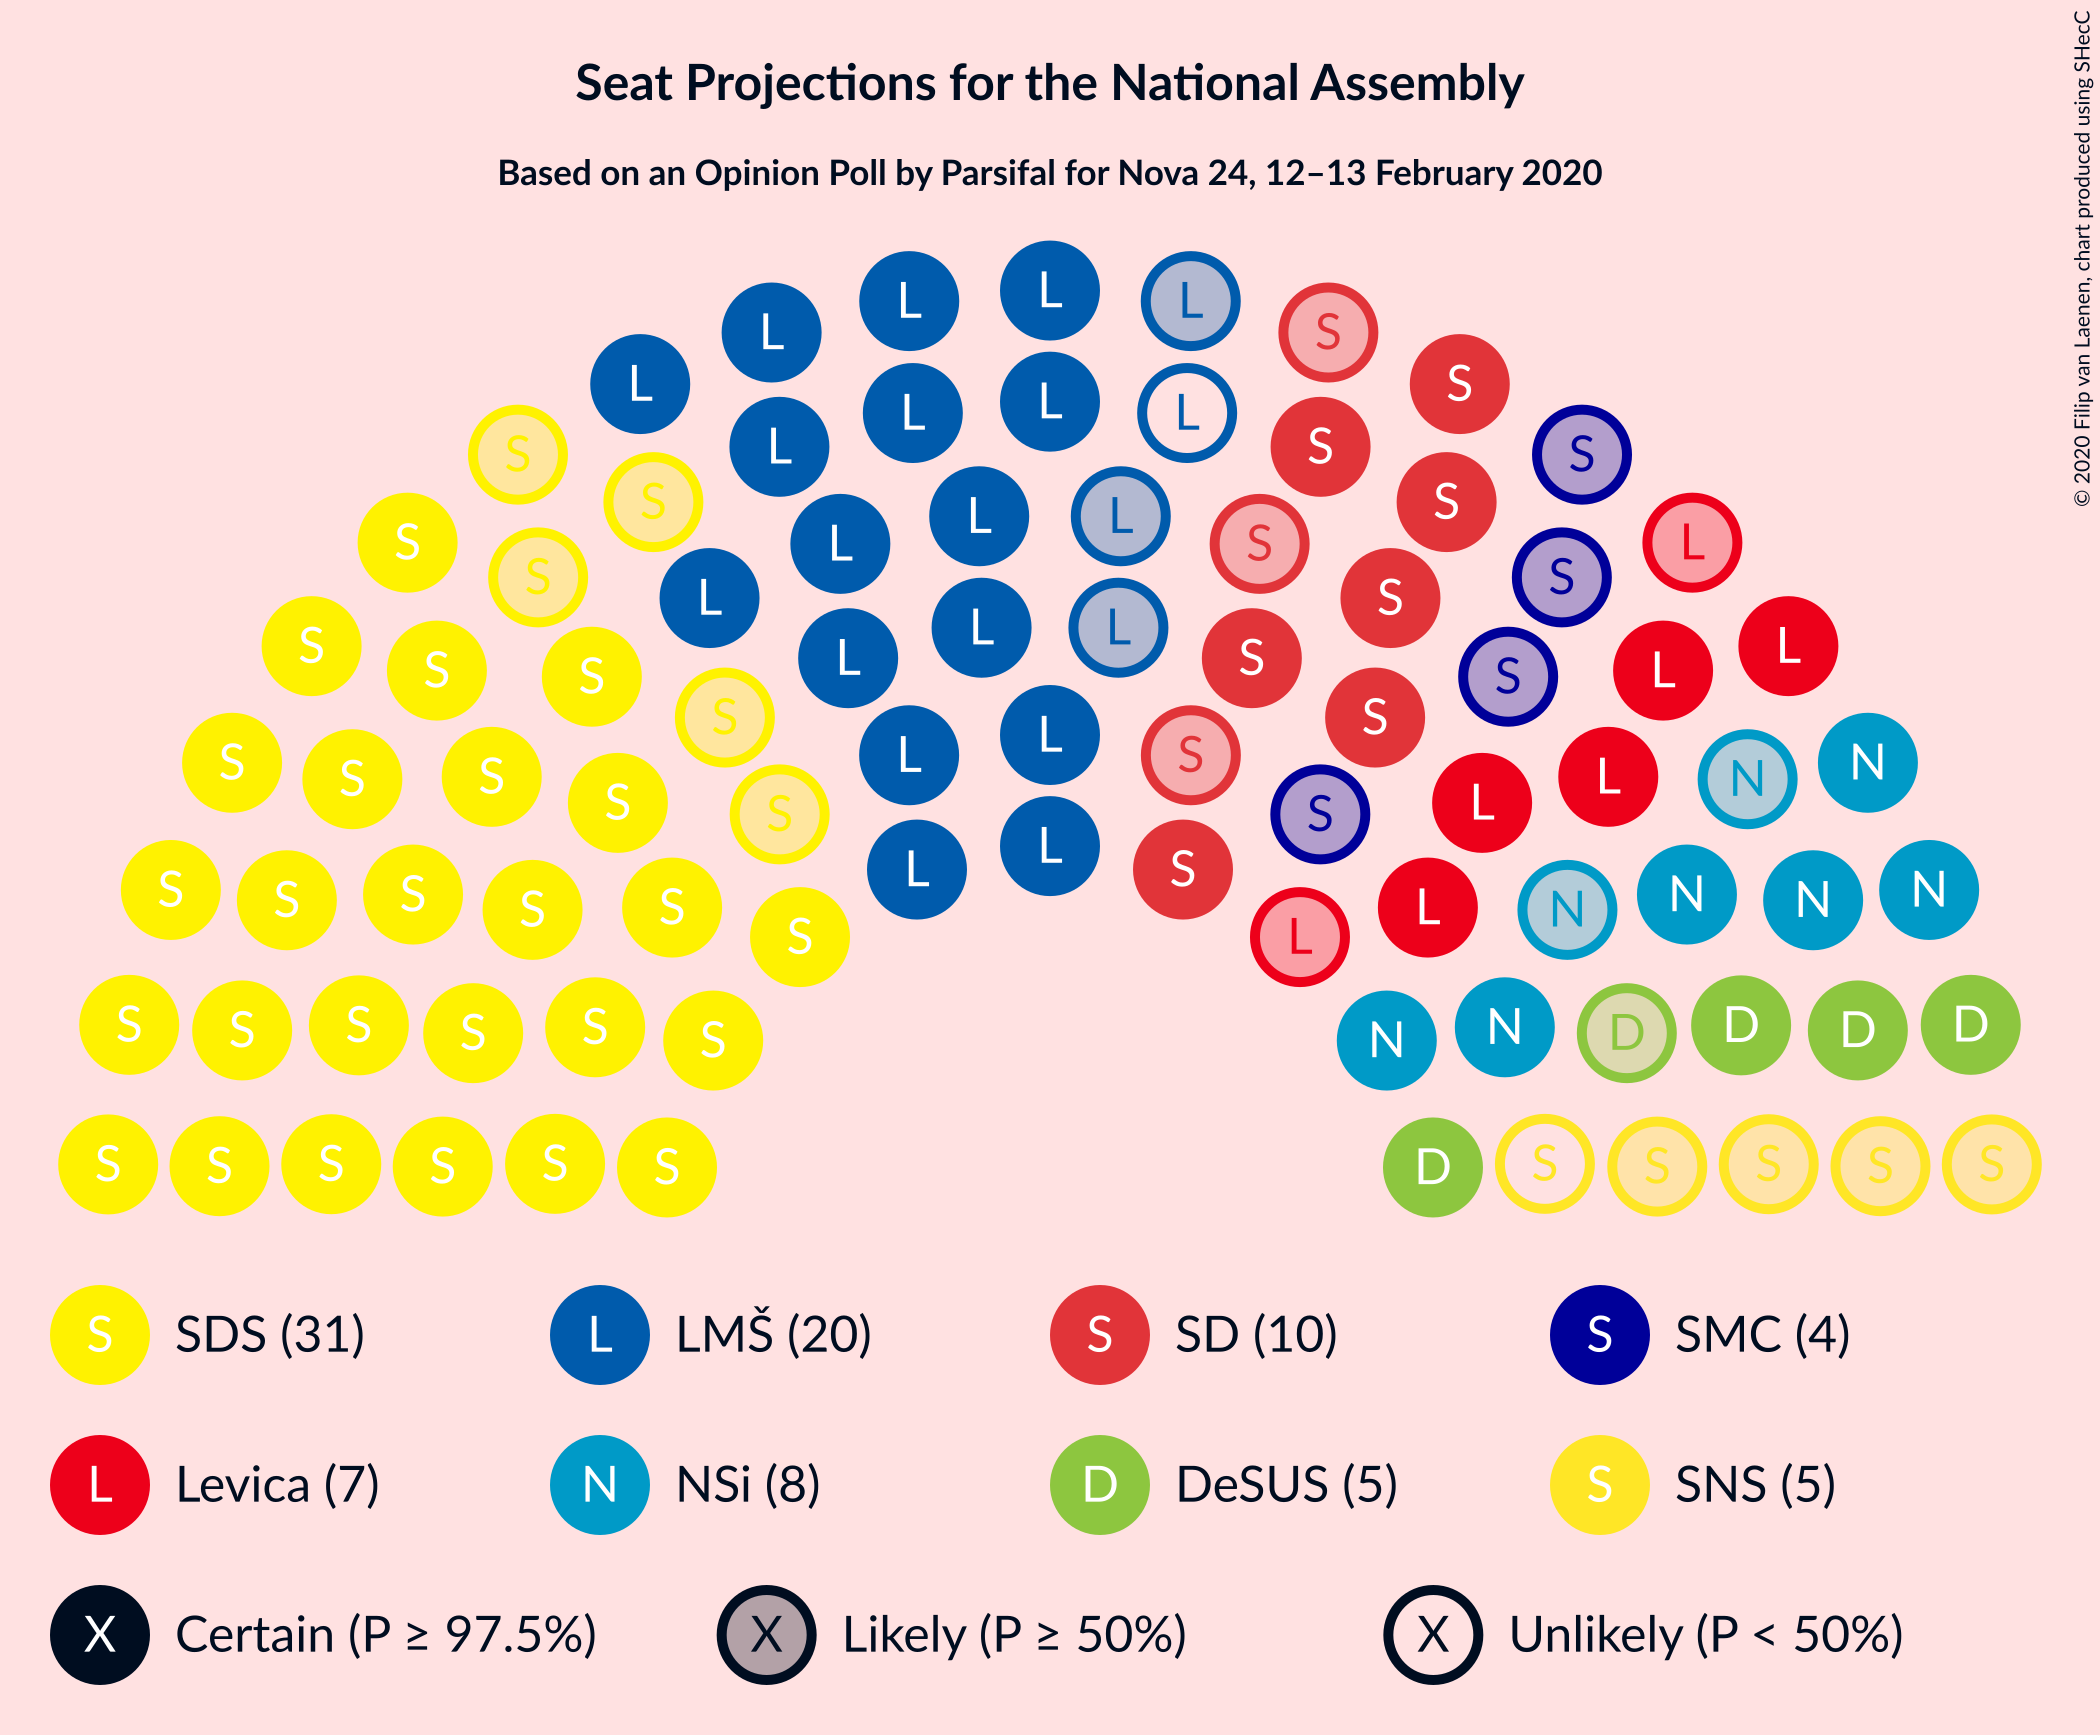 Seat Projections for the National Assembly
Based on an Opinion Poll by Parsifal for Nova 24, 12–13 February 2020
© 2020 Filip van Laenen, chart produced using SHecC
L L L L L S S
S L L L L S S S
S S L L L S S S L
S S L L L S S S L L
S S S L L S S L L N N
S S S S S L L S S L L N N N N
S S S S S S L N N D D D D
S S S S S S D S S S S S
S SDS (31) L LMŠ (20) S SD (10) S SMC (4)
L Levica (7) N NSi (8) D DeSUS (5) S SNS (5)
X Certain (P ≥ 97.5%) X Likely (P ≥ 50%) X Unlikely (P < 50%)